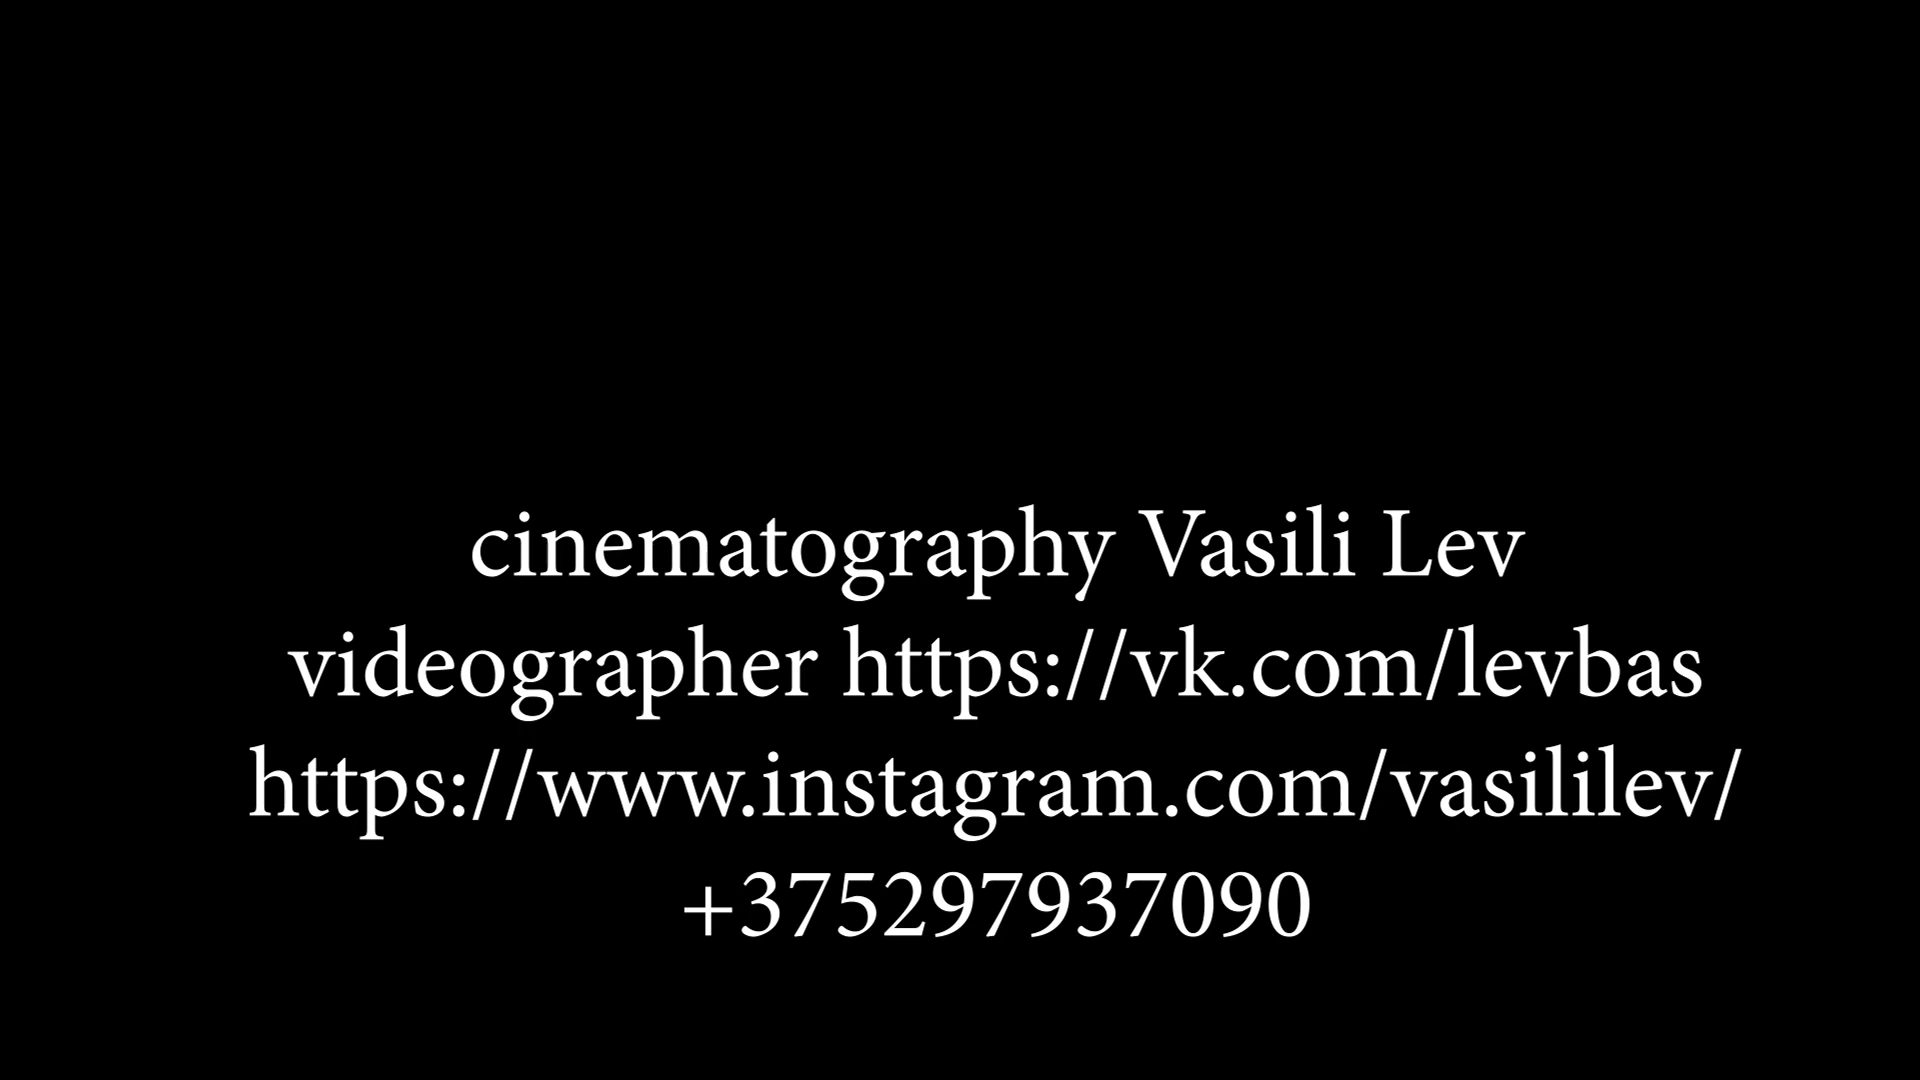 cinematography Vasili Lev
videographer https://vk.com/levbas
https://www.instagram.com/vasililev/
+375297937090